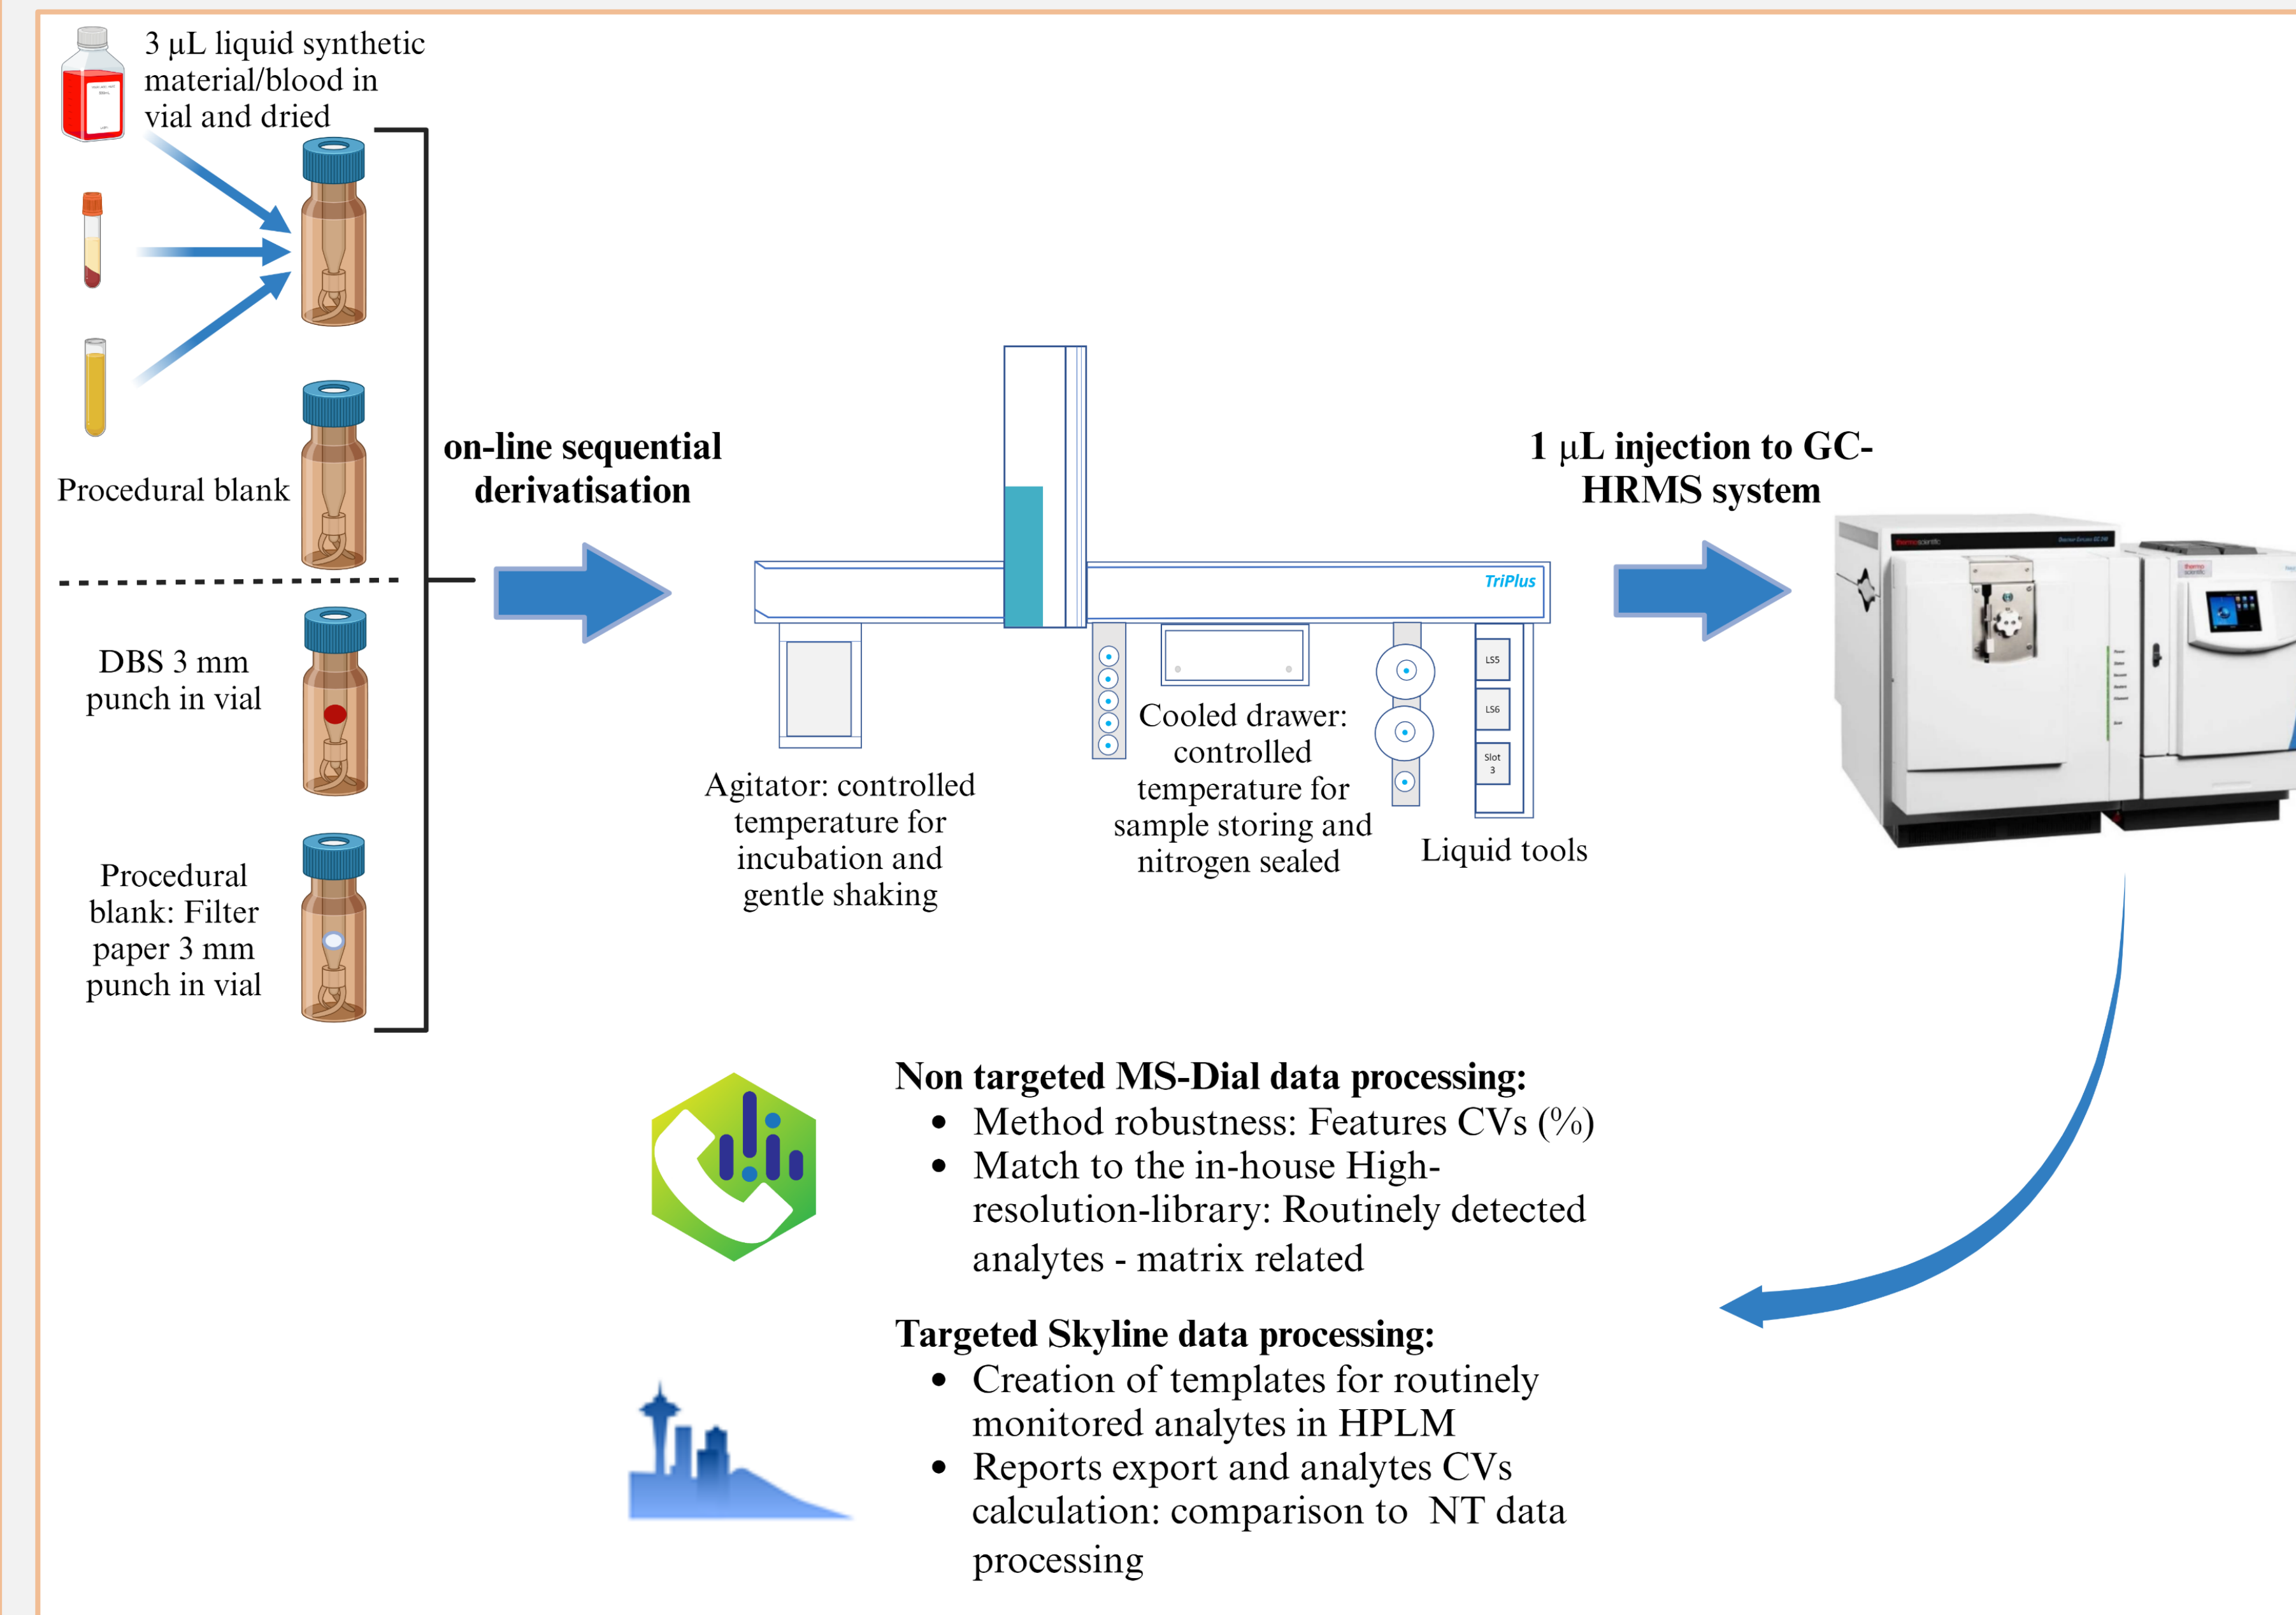 3 µL liquid synthetic
material/blood in
vial and dried
Procedural blank
DBS 3 mm
punch in vial
Procedural
blank: Filter
paper 3 mm
punch in vial
on-line sequential
derivatisation
TriPlus
LS5
LS6
Slot
3
Agitator: controlled
temperature for
incubation and
gentle shaking
Cooled drawer:
controlled
temperature for
sample storing and
nitrogen sealed
Liquid tools
1 µL injection to GC-
HRMS system
thermo scientific
thermo
scientific
Non targeted MS-Dial data processing:
• Method robustness: Features CVs (%)
• Match to the in-house High-
resolution-library: Routinely detected
analytes - matrix related
Targeted Skyline data processing:
• Creation of templates for routinely
monitored analytes in HPLM
• Reports export and analytes CVs
calculation: comparison to NT data
processing